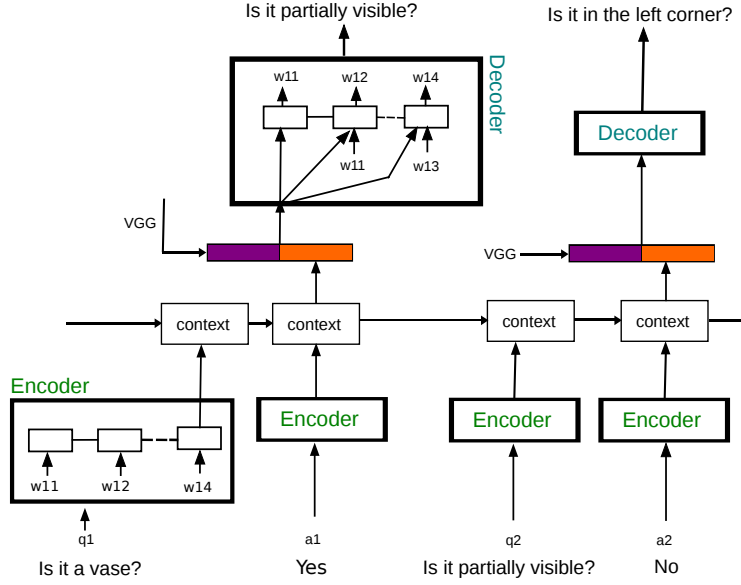 Is it partially visible?
Is it in the left corner?
w11 w12 w14
Decoder
w11 w13
Decoder
VGG
VGG
context context context context
Encoder
Encoder Encoder Encoder
w11 w12 w14
q1 a1 q2 a2
Is it a vase? Yes Is it partially visible? No